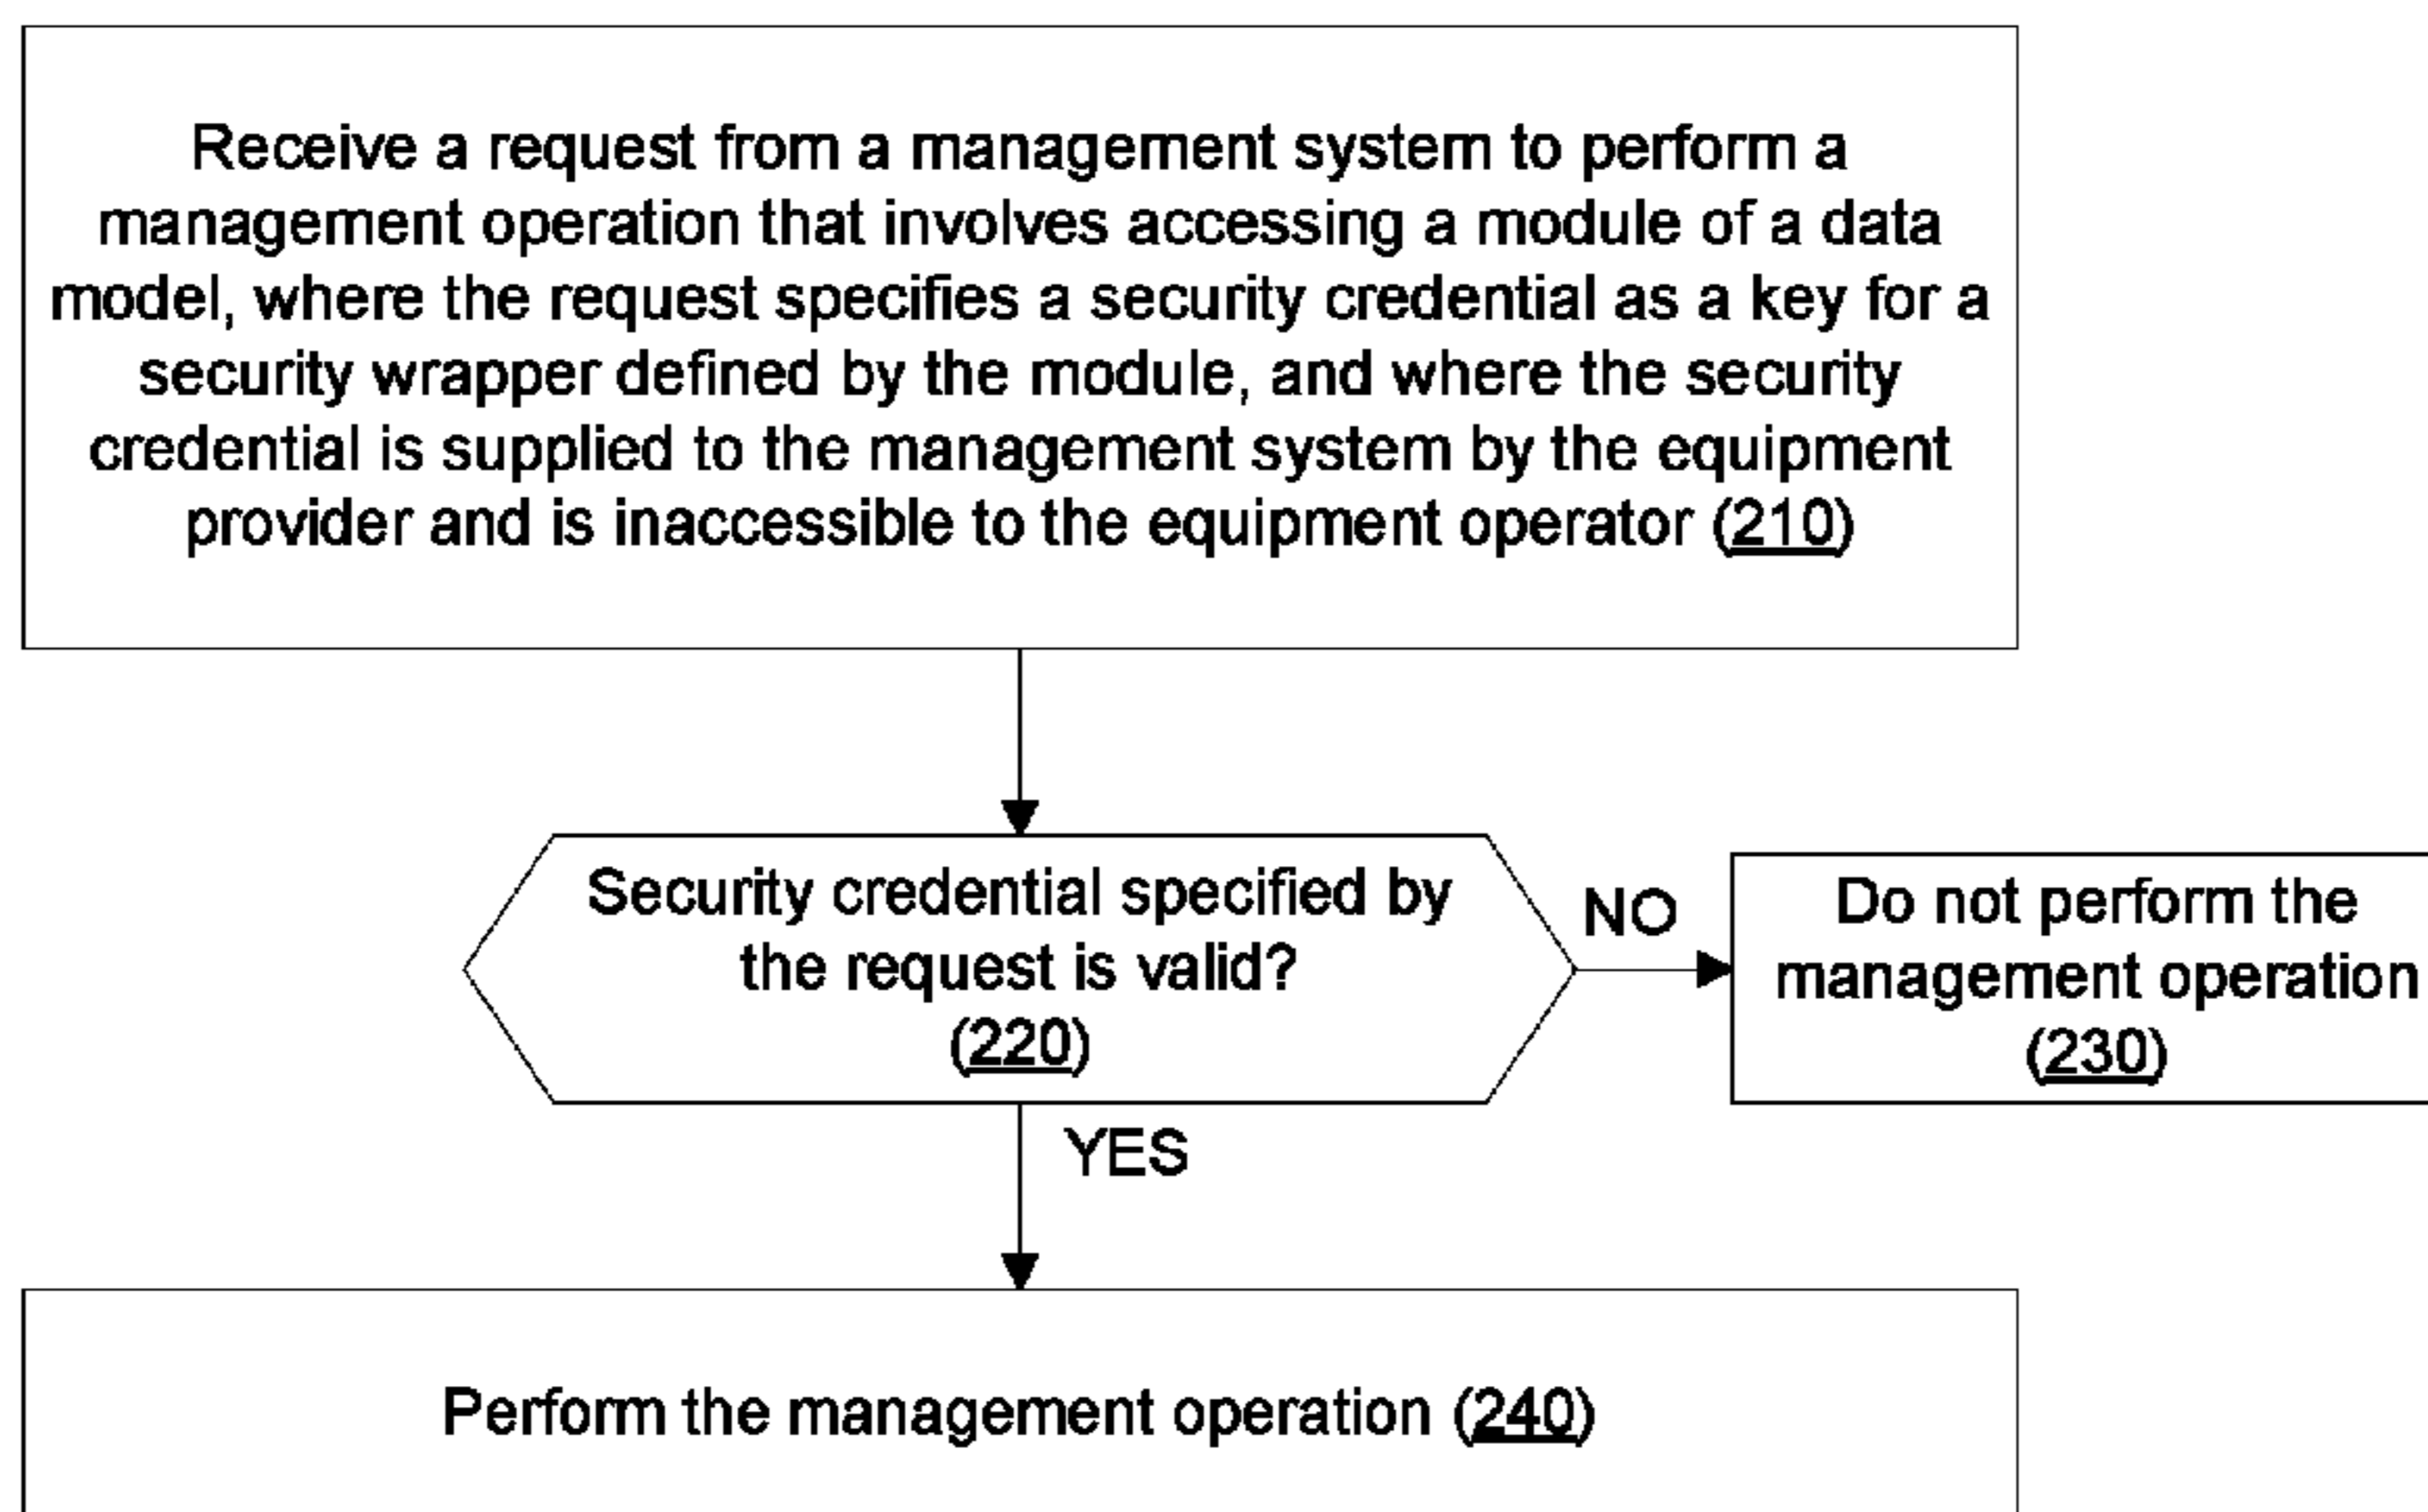 Receive a request from a management system to perform a
management operation that involves accessing a module of a data
model, where the request specifies a security credential as a key for a
security wrapper defined by the module, and where the security
credential is supplied to the management system by the equipment
provider and is inaccessible to the equipment operator (210)
Security credential specified by
the request is valid?
(220)
NO
Do not perform the
management operation
(230)
YES
Perform the management operation (240)